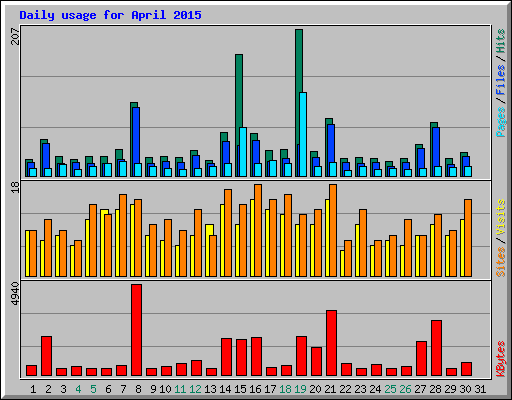 Daily usage for April 2015
207
Pages / Files / Hits
18
Sites / Visits
4940
KBytes
1 2 3 4 5 6 7 8 9 10 11 12 13 14 15 16 17 18 19 20 21 22 23 24 25 26 27 28 29 30 31